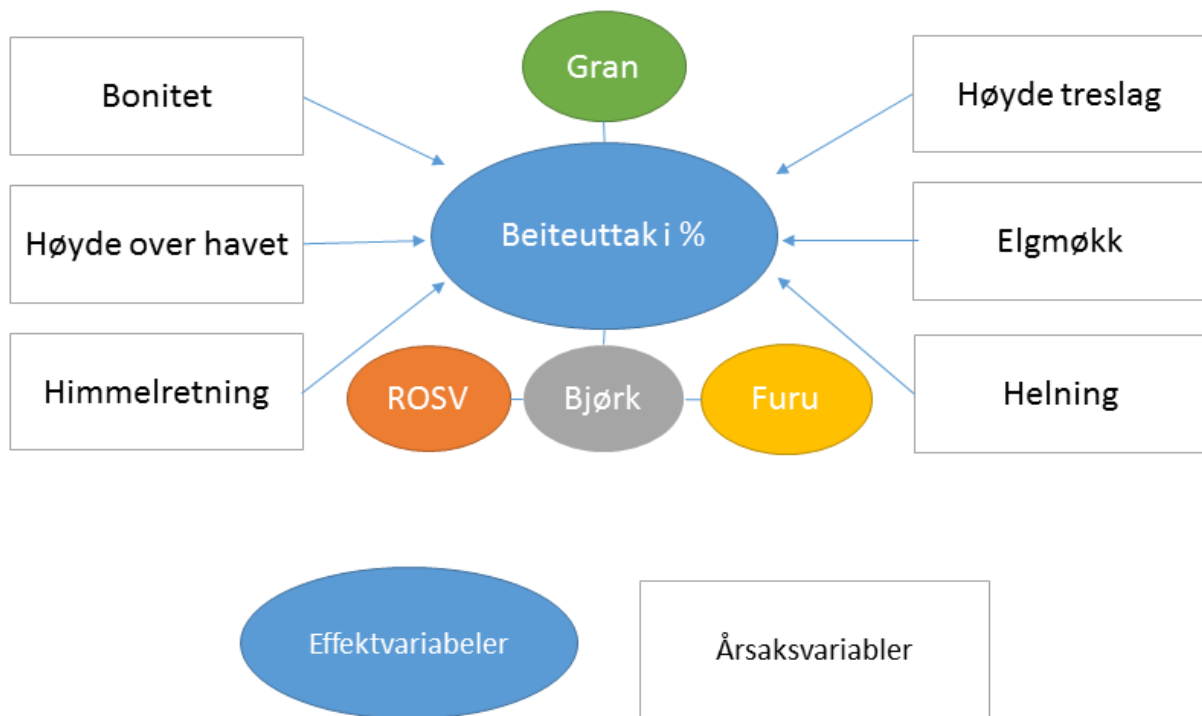 Gran
Bonitet
Høyde treslag
Beiteuttak i %
Høyde over havet
Elgmøkk
Himmelretning
ROSV
Bjørk
Furu
Helning
Effektvariabeler
Årsaksvariabler